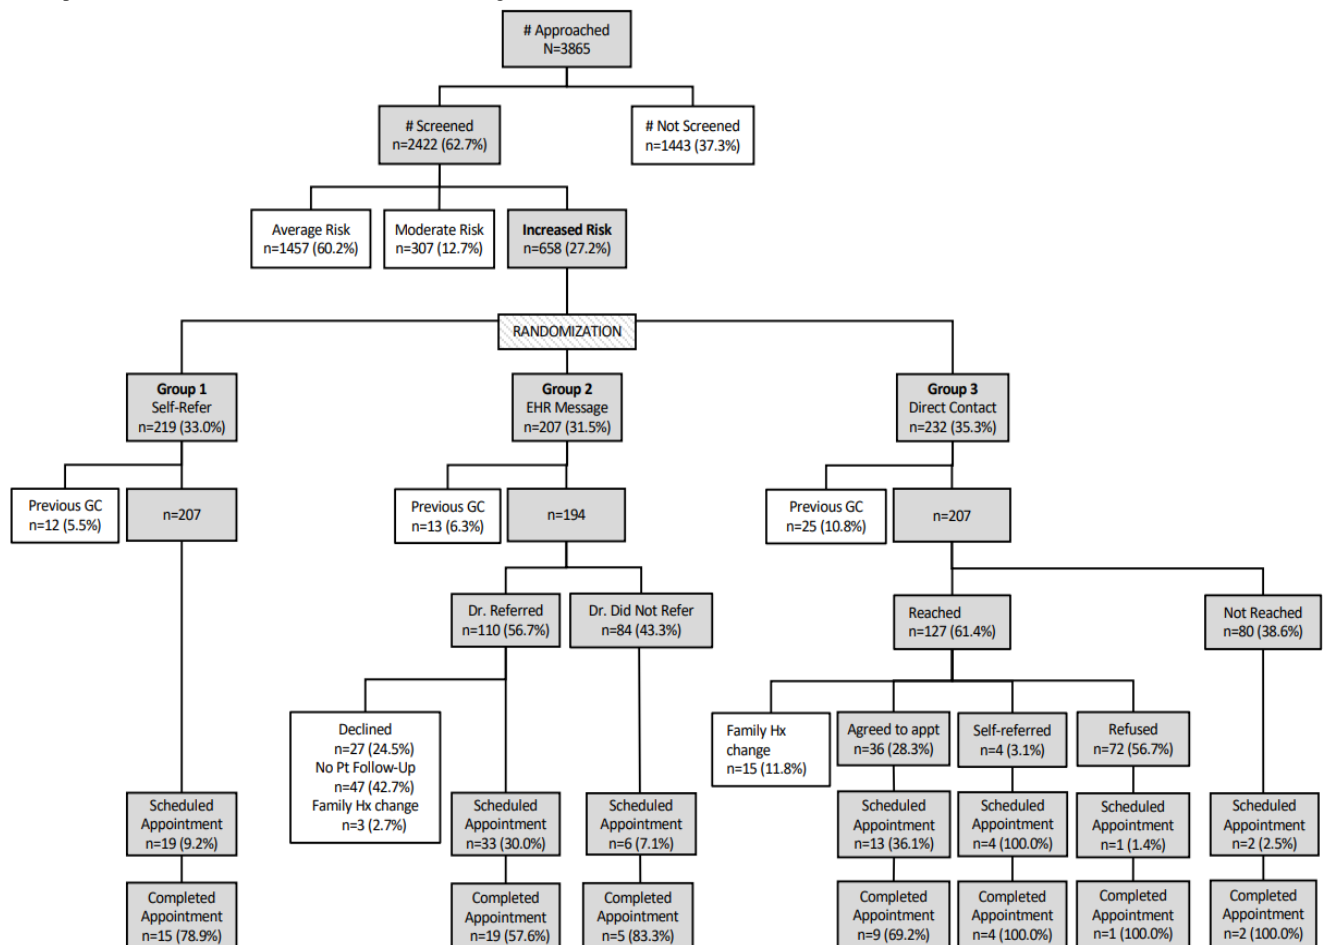 # Approached
N=3865
# Screened
n=2422 (62.7%)
# Not Screened
n=1443 (37.3%)
Average Risk
n=1457 (60.2%)
Moderate Risk
n=307 (12.7%)
Increased Risk
n=658 (27.2%)
RANDOMIZATION
Group 1
Self-Refer
n=219 (33.0%)
Group 2
EHR Message
n=207 (31.5%)
Group 3
Direct Contact
n=232 (35.3%)
Previous GC
n=12 (5.5%)
n=207
Previous GC
n=13 (6.3%)
n=194
Previous GC
n=25 (10.8%)
n=207
Dr. Referred
n=110 (56.7%)
Dr. Did Not Refer
n=84 (43.3%)
Reached
n=127 (61.4%)
Not Reached
n=80 (38.6%)
Declined
n=27 (24.5%)
No Pt Follow-Up
n=47 (42.7%)
Family Hx change
n=3 (2.7%)
Family Hx
change
n=15 (11.8%)
Agreed to appt
n=36 (28.3%)
Self-referred
n=4 (3.1%)
Refused
n=72 (56.7%)
Scheduled
Appointment
n=19 (9.2%)
Scheduled
Appointment
n=33 (30.0%)
Scheduled
Appointment
n=6 (7.1%)
Scheduled
Appointment
n=13 (36.1%)
Scheduled
Appointment
n=4 (100.0%)
Scheduled
Appointment
n=1 (1.4%)
Scheduled
Appointment
n=2 (2.5%)
Completed
Appointment
n=15 (78.9%)
Completed
Appointment
n=19 (57.6%)
Completed
Appointment
n=5 (83.3%)
Completed
Appointment
n=9 (69.2%)
Completed
Appointment
n=4 (100.0%)
Completed
Appointment
n=1 (100.0%)
Completed
Appointment
n=2 (100.0%)